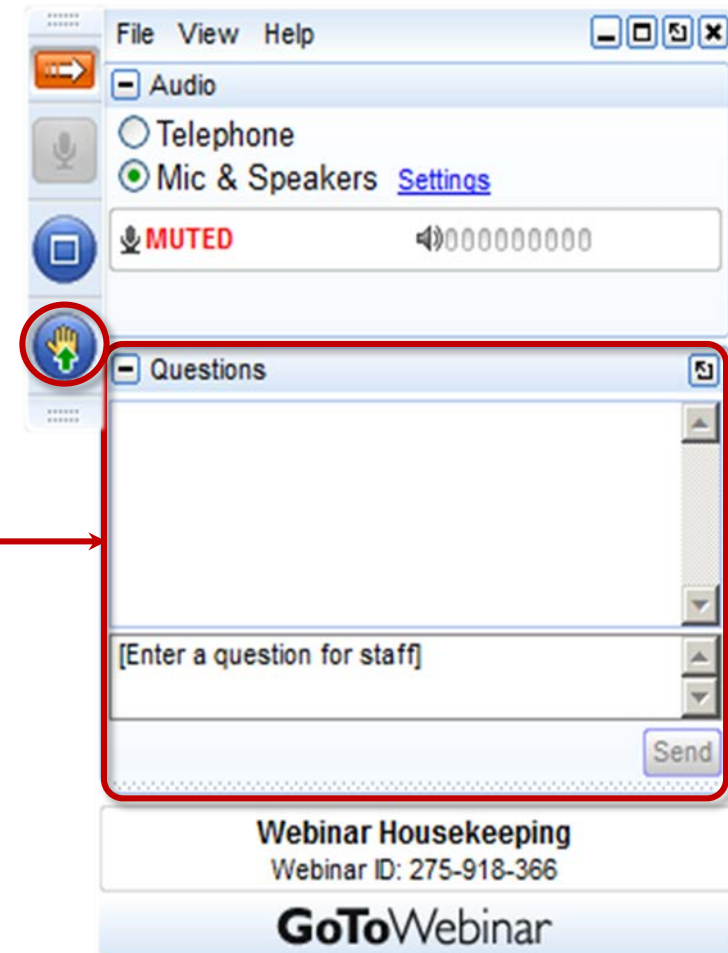 File View Help
Audio
Telephone
Mic & Speakers Settings
MUTED 000000000
Questions
[Enter a question for staff]
Send
Webinar Housekeeping
Webinar ID: 275-918-366
GoToWebinar